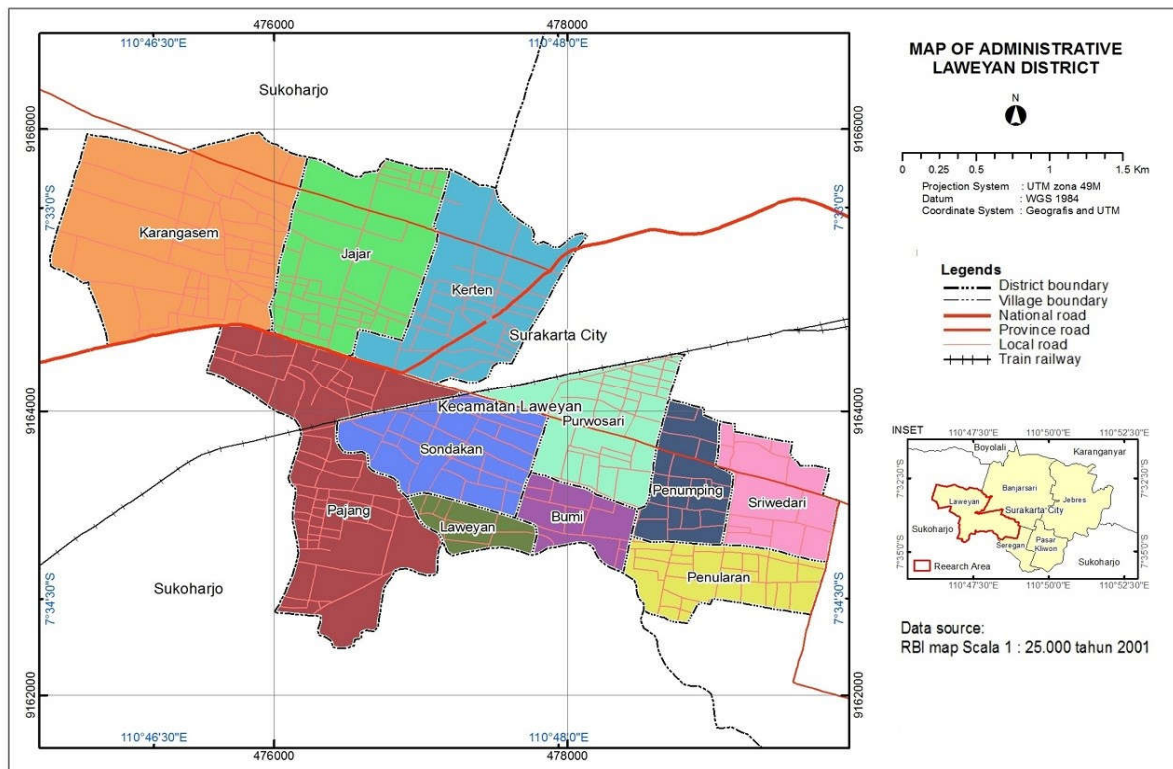 476000
478000
110°46'30"E
110°48'0"E
9166000
9164000
9162000
7°33'0"S
7°34'30"S
Sukoharjo
Karangasem
Jajar
Kerten
Surakarta City
Kecamatan Laweyan
Purwosari
Sondakan
Pajang
Laweyan
Bumi
Penumping
Sriwedari
Penularan
Sukoharjo
9166000
9164000
9162000
7°33'0"S
7°34'30"S
110°46'30"E
110°48'0"E
476000
478000
MAP OF ADMINISTRATIVE
LAWEYAN DISTRICT
N
0 0.25 0.5 1 1.5 Km
Projection System : UTM zona 49M
Datum : WGS 1984
Coordinate System : Geografis and UTM
Legends
District boundary
Village boundary
National road
Province road
Local road
Train railway
INSET
110°47'30"E 110°50'0"E 110°52'30"E
7°32'30"S
7°35'0"S
Boyolali
Karanganyar
Banjarsari
Laweyan
Jebres
Surakarta City
Sukoharjo
Pasar
Kliwon
Seregan
Sukoharjo
Reearch Area
7°32'30"S
7°35'0"S
110°47'30"E 110°50'0"E 110°52'30"E
Data source:
RBI map Scala 1 : 25.000 tahun 2001